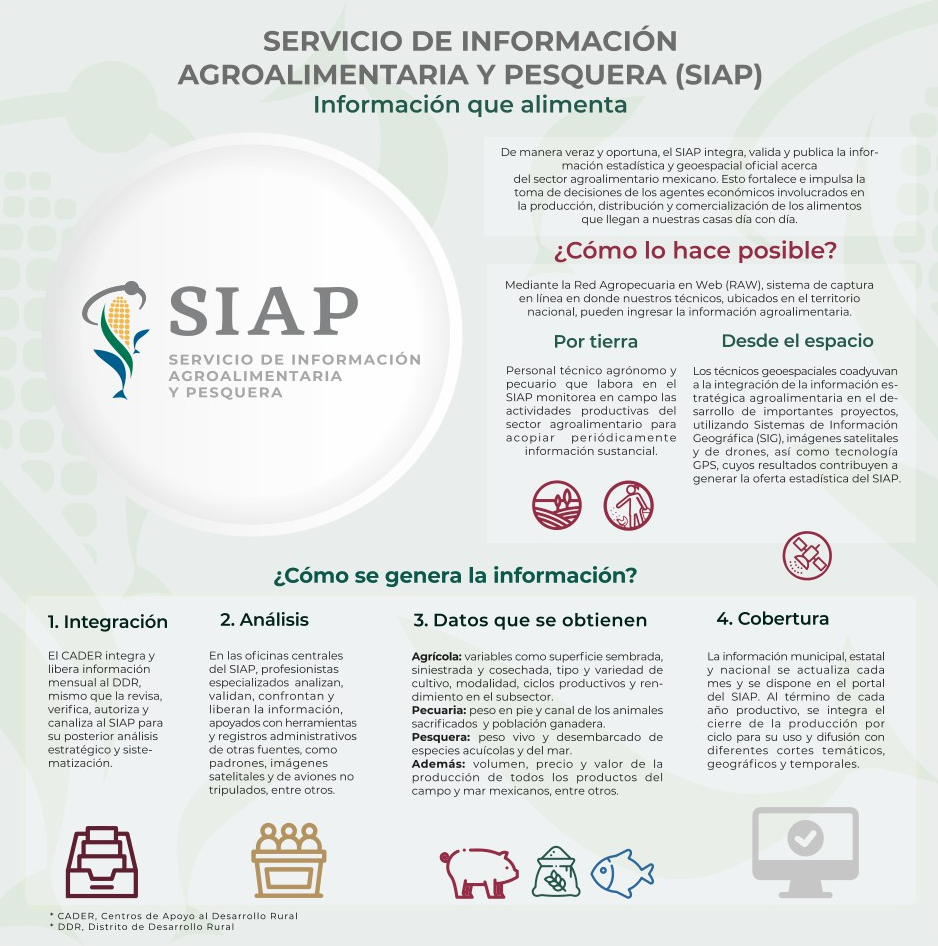 SERVICIO DE INFORMACIÓN
AGROALIMENTARIA Y PESQUERA (SIAP)
Información que alimenta
SIAP
SERVICIO DE INFORMACIÓN
AGROALIMENTARIA
Y PESQUERA
De manera veraz y oportuna, el SIAP integra, valida y publica la infor-
mación estadística y geoespacial oficial acerca
del sector agroalimentario mexicano. Esto fortalece e impulsa la
toma de decisiones de los agentes económicos involucrados en
la producción, distribución y comercialización de los alimentos
que llegan a nuestras casas día con día.
¿Cómo lo hace posible?
Mediante la Red Agropecuaria en Web (RAW), sistema de captura
en línea en donde nuestros técnicos, ubicados en el territorio
nacional, pueden ingresar la información agroalimentaria.
Por tierra
Personal técnico agrónomo y
pecuario que labora en el
SIAP monitorea en campo las
actividades productivas del
sector agroalimentario para
acopiar periódicamente
información sustancial.
Desde el espacio
Los técnicos geoespaciales coadyuvan
a la integración de la información es-
tratégica agroalimentaria en el de-
sarrollo de importantes proyectos,
utilizando Sistemas de Información
Geográfica (SIG), imágenes satelitales
y de drones, así como tecnología
GPS, cuyos resultados contribuyen a
generar la oferta estadística del SIAP.
¿Cómo se genera la información?
1. Integración
El CADER integra y
libera información
mensual al DDR,
mismo que la revisa,
verifica, autoriza y
canaliza al SIAP para
su posterior análisis
estratégico y siste-
matización.
2. Análisis
En las oficinas centrales
del SIAP, profesionistas
especializados analizan,
validan, confrontan y
liberan la información,
apoyados con herramientas
y registros administrativos
de otras fuentes, como
padrones, imágenes
satelitales y de aviones no
tripulados, entre otros.
3. Datos que se obtienen
Agrícola: variables como superficie sembrada,
siniestrada y cosechada, tipo y variedad de
cultivo, modalidad, ciclos productivos y ren-
dimiento en el subsector.
Pecuaria: peso en pie y canal de los animales
sacrificados y población ganadera.
Pesquera: peso vivo y desembarcado de
especies acuícolas y del mar.
Además: volumen, precio y valor de la
producción de todos los productos del
campo y mar mexicanos, entre otros.
4. Cobertura
La información municipal, estatal
y nacional se actualiza cada
mes y se dispone en el portal
del SIAP. Al término de cada
año productivo, se integra el
cierre de la producción por
ciclo para su uso y difusión con
diferentes cortes temáticos,
geográficos y temporales.
* CADER, Centros de Apoyo al Desarrollo Rural
* DDR, Distrito de Desarrollo Rural